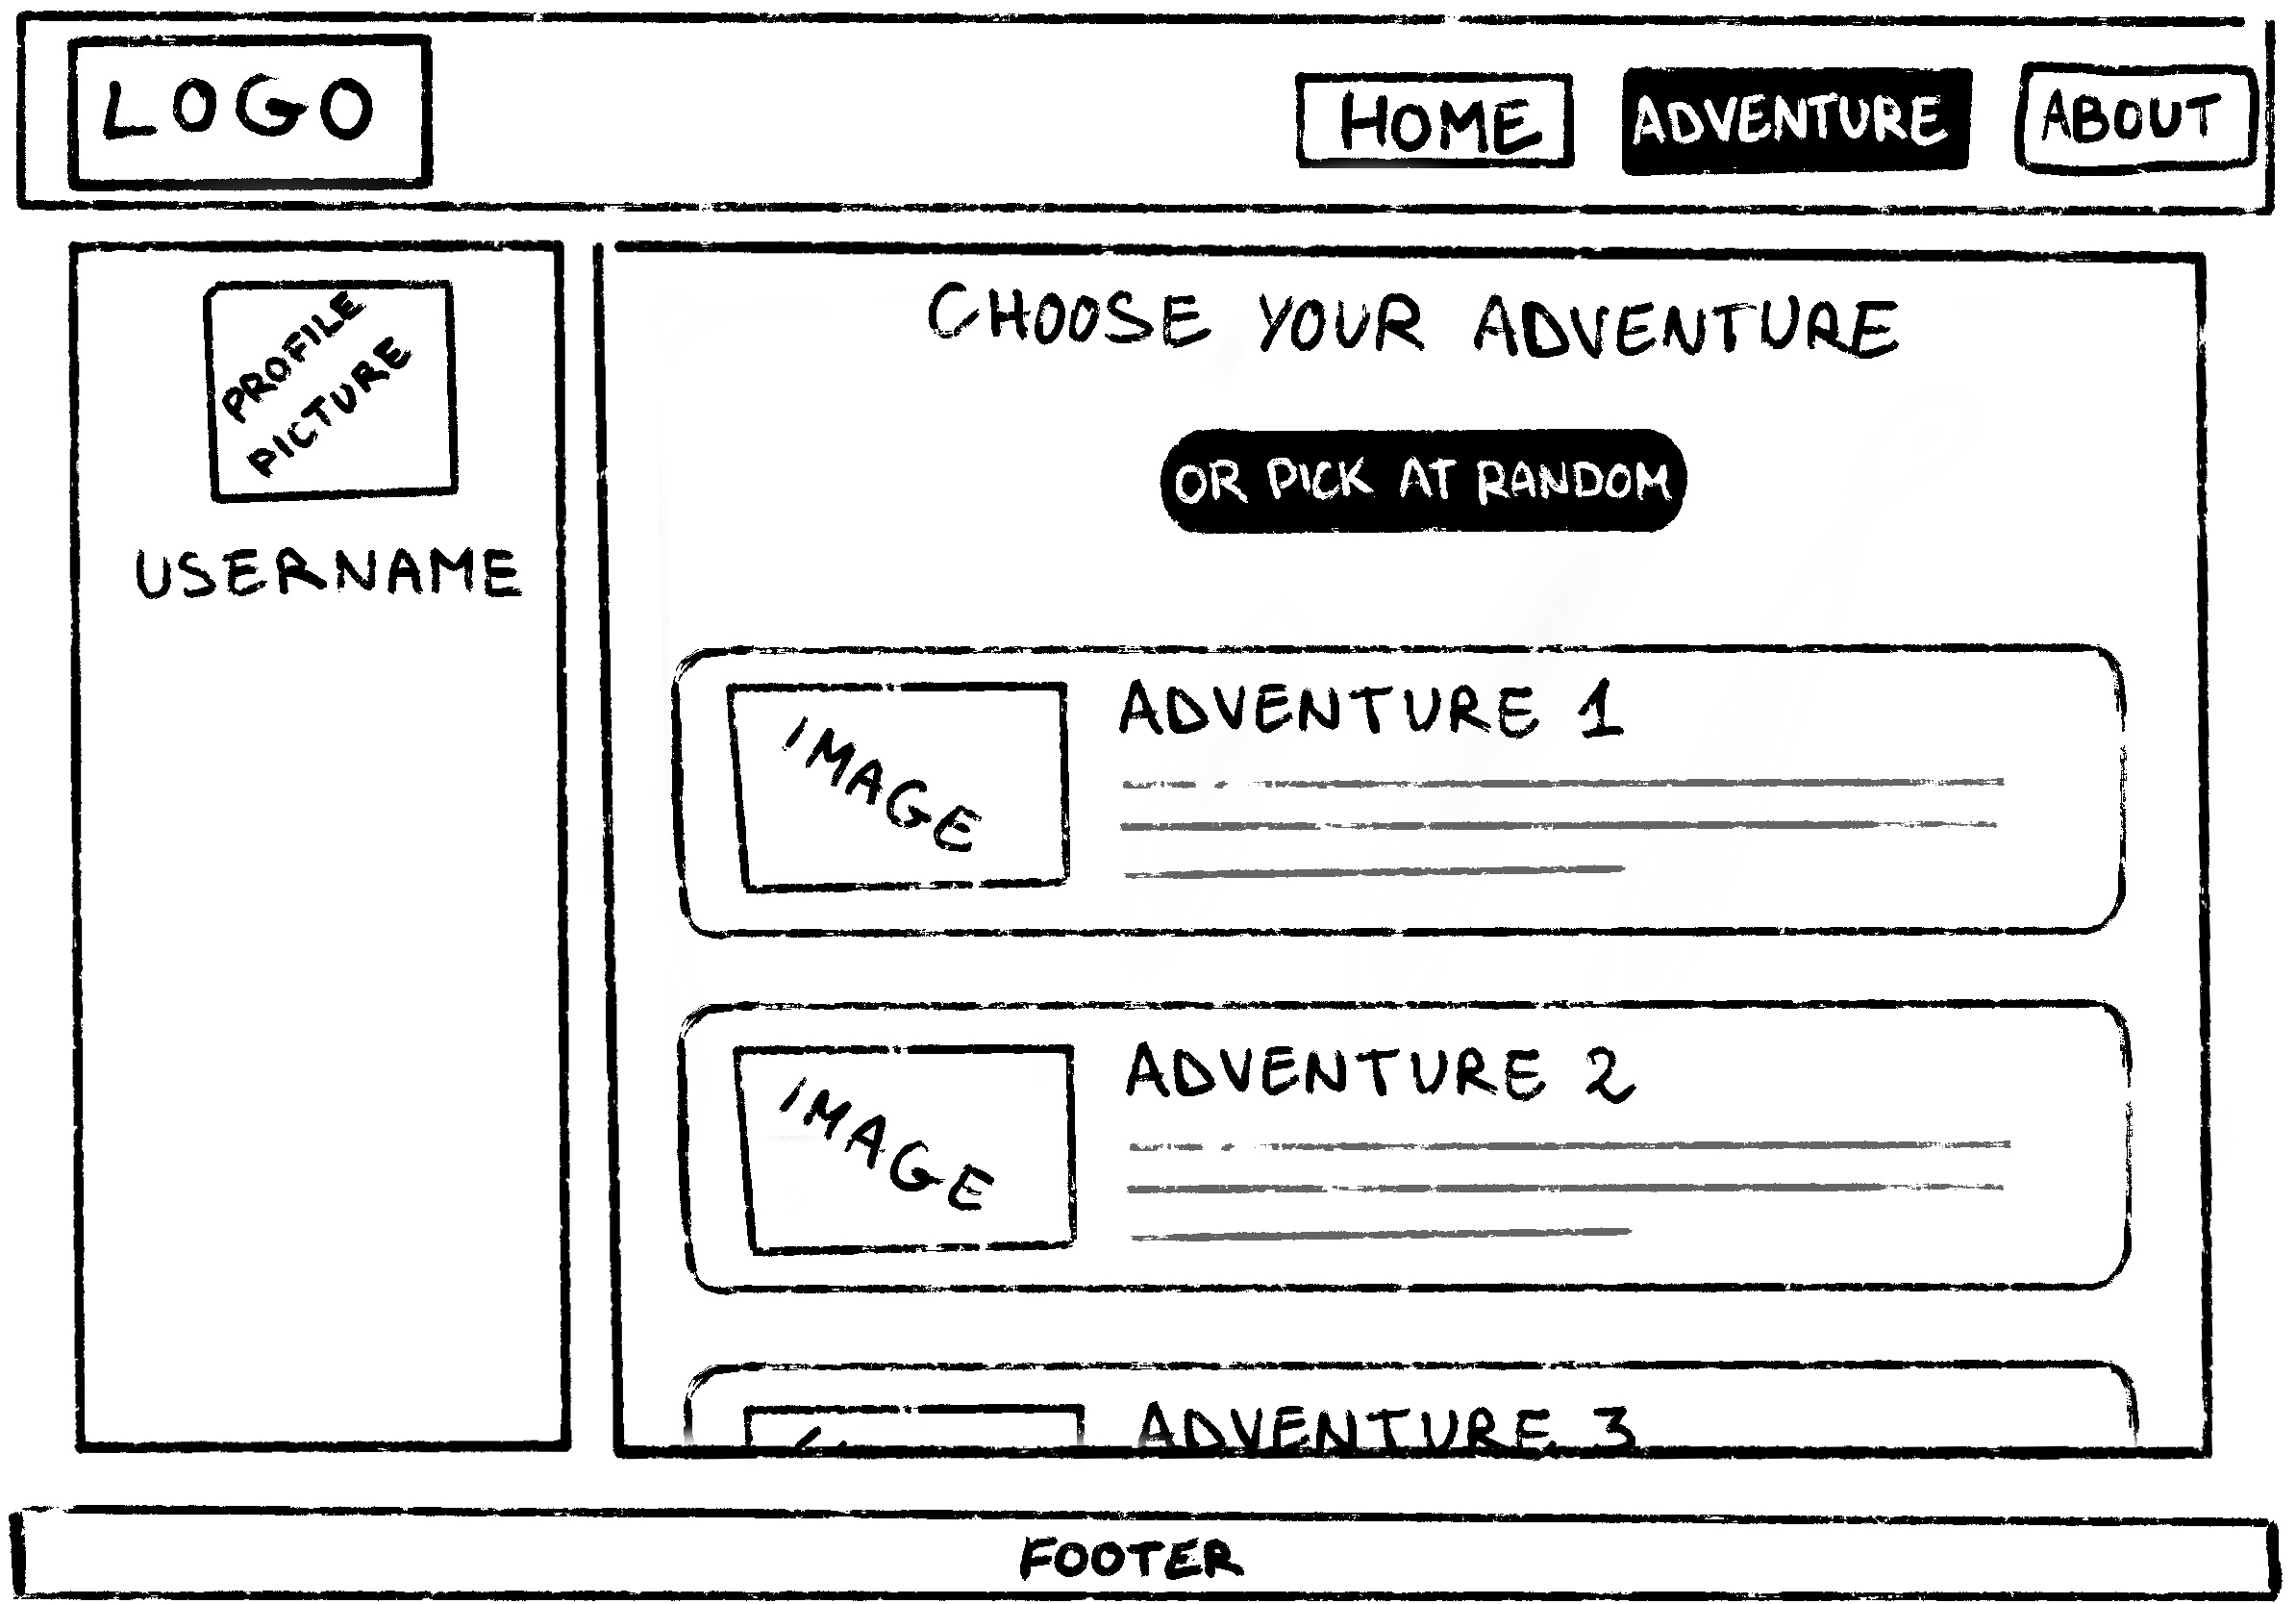 LOGO
HOME
ADVENTURE
ABOUT
PROFILE
PICTURE
USERNAME
CHOOSE YOUR ADVENTURE
OR PICK AT RANDOM
IMAGE
ADVENTURE 1
IMAGE
ADVENTURE 2
ADVENTURE 3
FOOTER